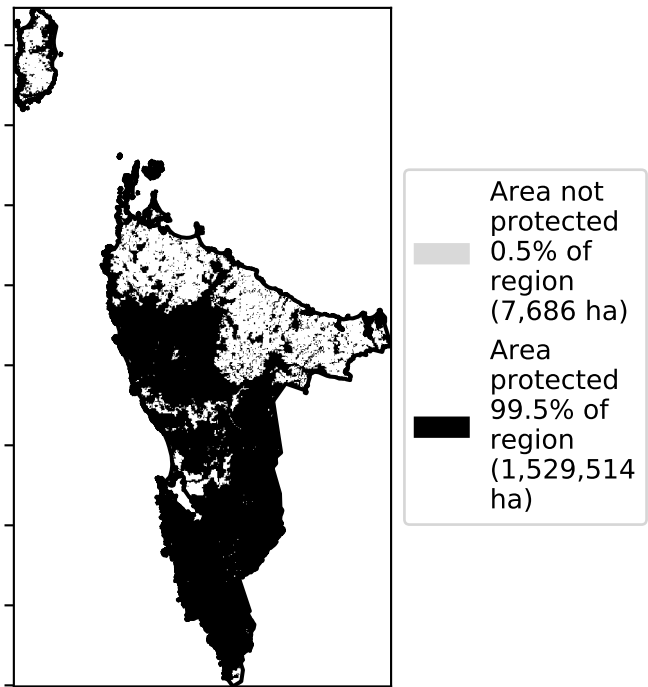 Area not
protected
0.5% of
region
(7,686 ha)
Area
protected
99.5% of
region
(1,529,514
ha)